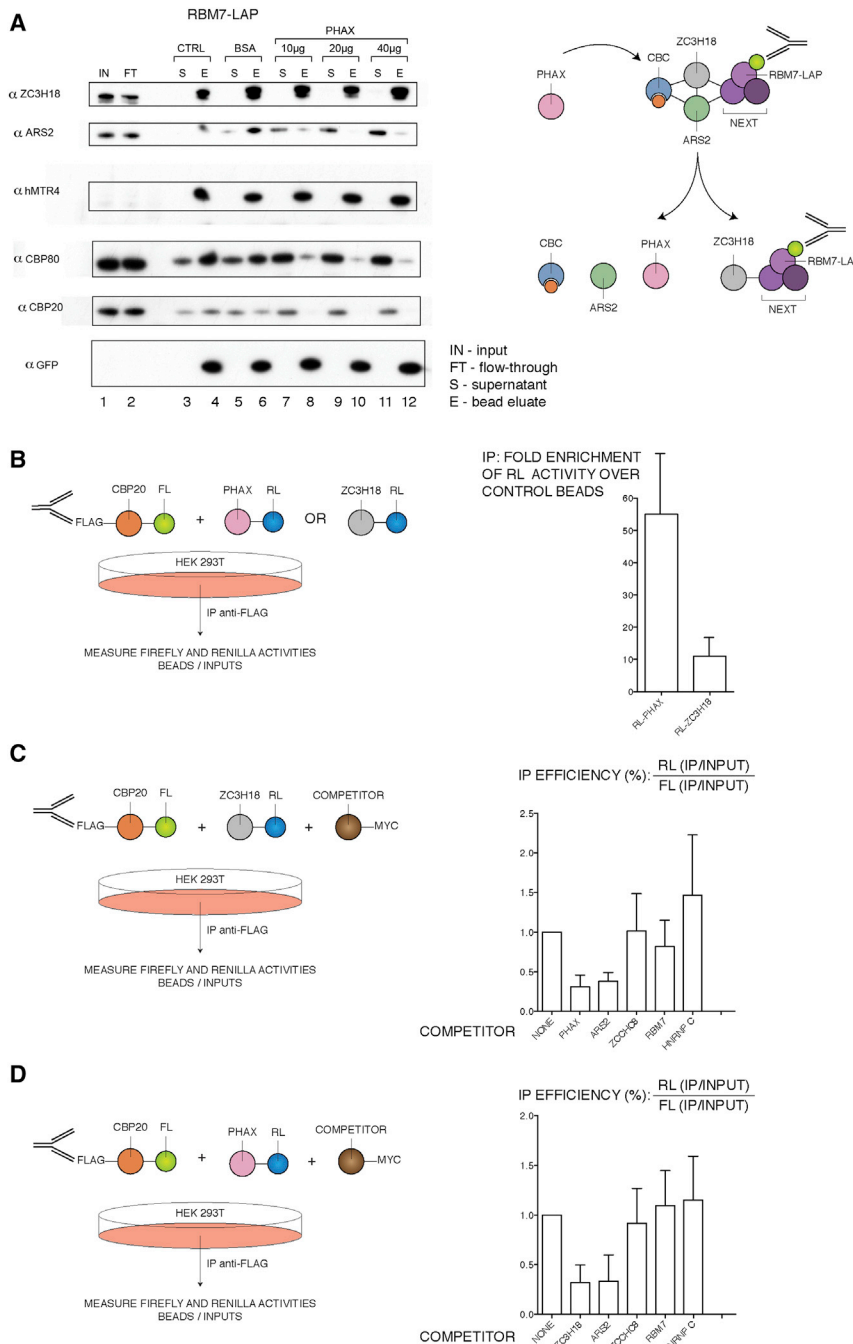 A
RBM7-LAP
PHAX
CTRL BSA 10µg 20µg 40µg
IN FT S E S E S E S E S E
α ZC3H18
α ARS2
α hMTR4
α CBP80
α CBP20
α GFP
1 2 3 4 5 6 7 8 9 10 11 12
PHAX
CBC
ZC3H18
RBM7-LAP
NEXT
ARS2
CBC
ARS2
PHAX
ZC3H18
RBM7-LA
NEXT
IN - input
FT - flow-through
S - supernatant
E - bead eluate
B
CBP20 FL PHAX RL ZC3H18 RL
FLAG + OR
HEK 293T
IP anti-FLAG
MEASURE FIREFLY AND RENILLA ACTIVITIES
BEADS / INPUTS
IP: FOLD ENRICHMENT
OF RL ACTIVITY OVER
CONTROL BEADS
60
50
40
30
20
10
0
RL-PHAX
RL-ZC3H18
C
CBP20 FL ZC3H18 RL COMPETITOR
FLAG + + MYC
HEK 293T
IP anti-FLAG
MEASURE FIREFLY AND RENILLA ACTIVITIES
BEADS / INPUTS
IP EFFICIENCY (%): RL (IP/INPUT)
FL (IP/INPUT)
2.5
2.0
1.5
1.0
0.5
0.0
COMPETITOR
NONE
PHAX
ARS2
ZCCHC8
RBM7
HNRNP C
D
CBP20 FL PHAX RL COMPETITOR
FLAG + + MYC
HEK 293T
IP anti-FLAG
MEASURE FIREFLY AND RENILLA ACTIVITIES
BEADS / INPUTS
IP EFFICIENCY (%): RL (IP/INPUT)
FL (IP/INPUT)
2.0
1.5
1.0
0.5
0.0
COMPETITOR
NONE
ZC3H18
ARS2
ZCCHC8
RBM7
HNRNP C